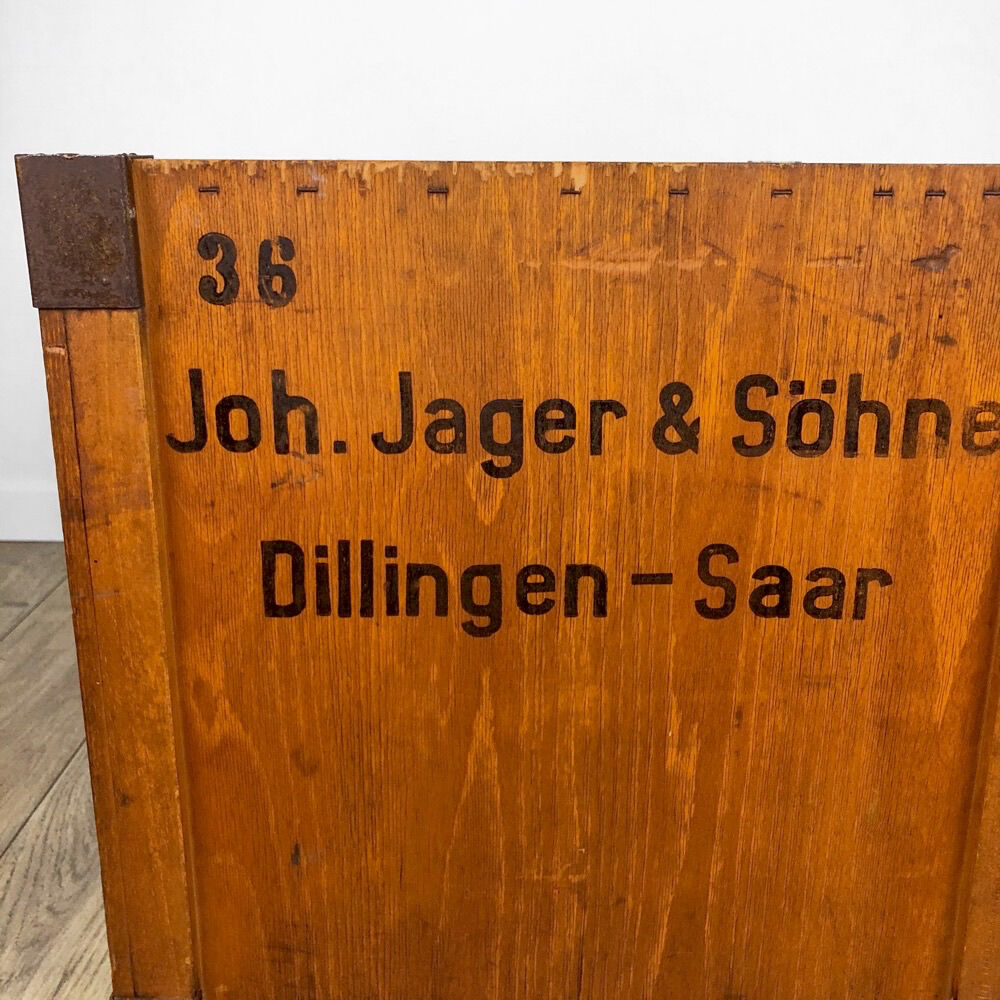 36
Joh. Jager & Söhne
Dillingen - Saar